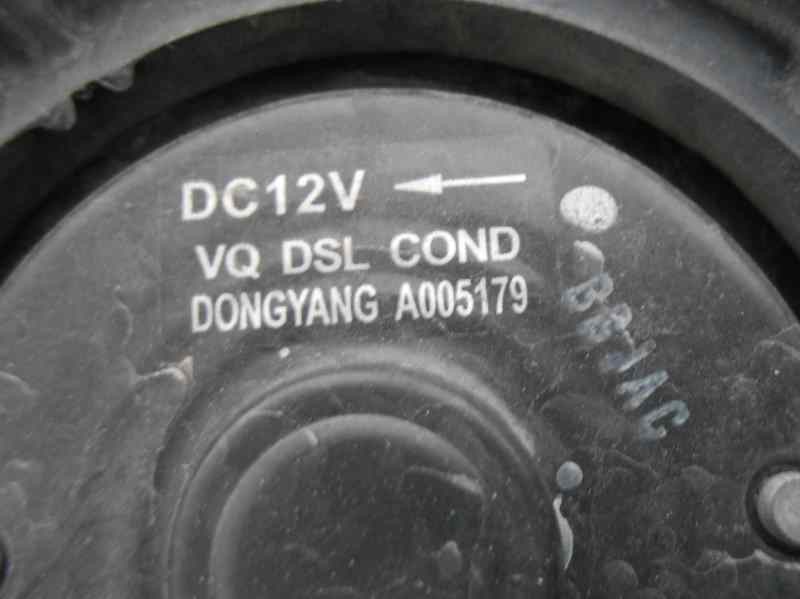 DC12V ←
VQ DSL COND
DONGYANG A005179